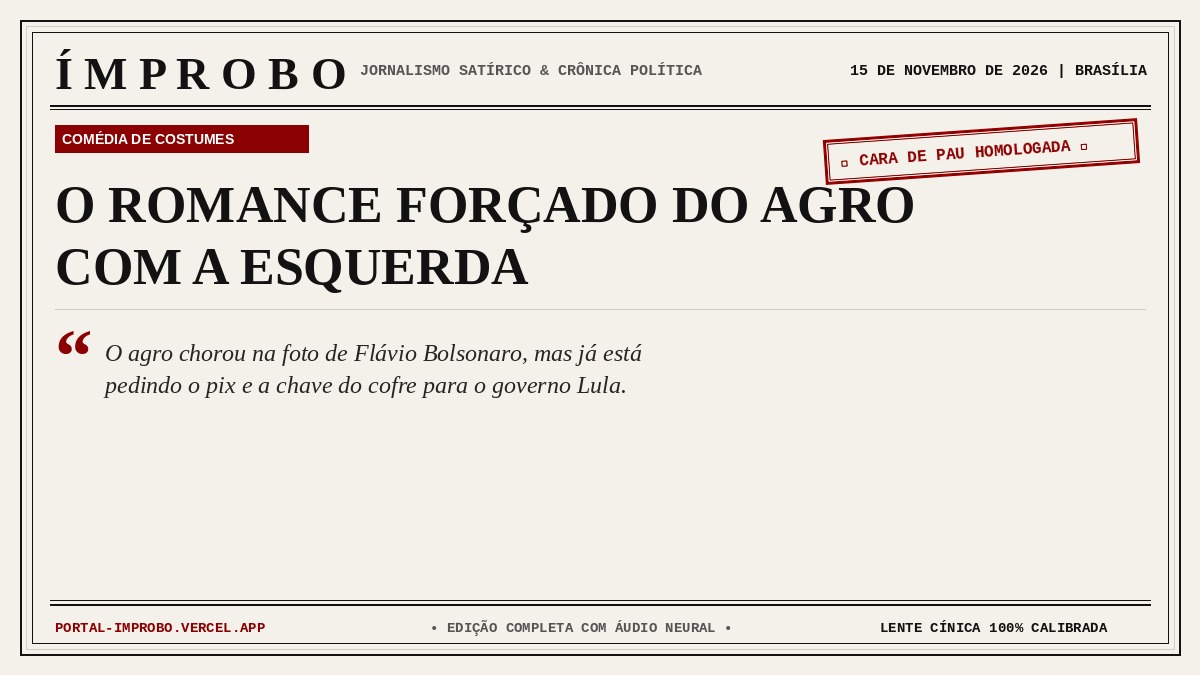 ÍMPROBO JORNALISMO SATÍRICO & CRÔNICA POLÍTICA 15 DE NOVEMBRO DE 2026 | BRASÍLIA
COMÉDIA DE COSTUMES
CARA DE PAU HOMOLOGADA
O ROMANCE FORÇADO DO AGRO
COM A ESQUERDA
“ O agro chorou na foto de Flávio Bolsonaro, mas já está
pedindo o pix e a chave do cofre para o governo Lula.
PORTAL-IMPROBO.VERCEL.APP • EDIÇÃO COMPLETA COM ÁUDIO NEURAL • LENTE CÍNICA 100% CALIBRADA